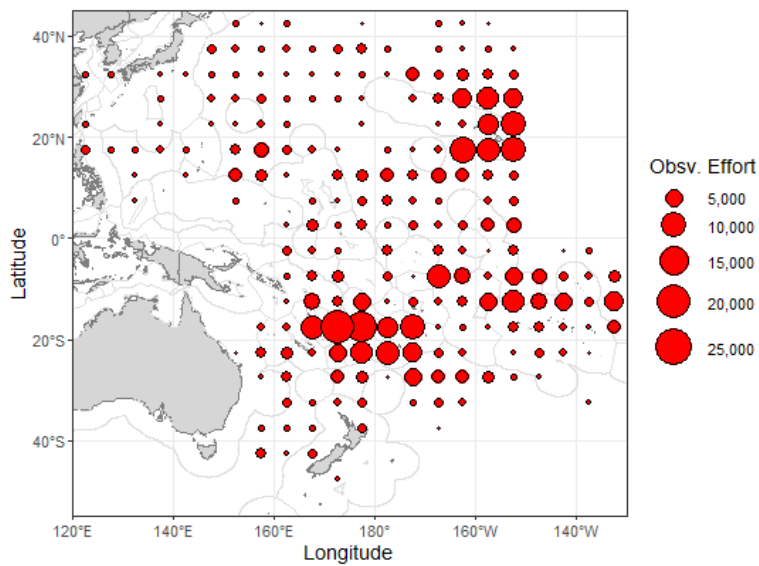 40°N
20°N
0°
20°S
40°S
Latitude
120°E
140°E
160°E
180°
160°W
140°W
Longitude
Obsv. Effort
5,000
10,000
15,000
20,000
25,000